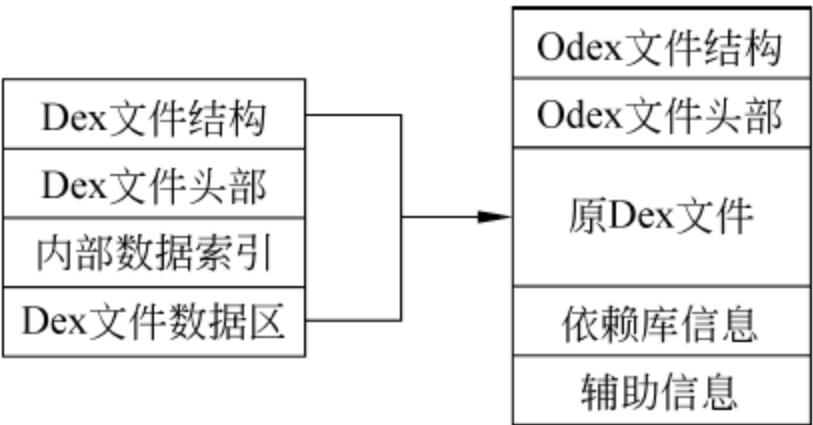 Dex文件结构
Dex文件头部
内部数据索引
Dex文件数据区
Odex文件结构
Odex文件头部
原Dex文件
依赖库信息
辅助信息